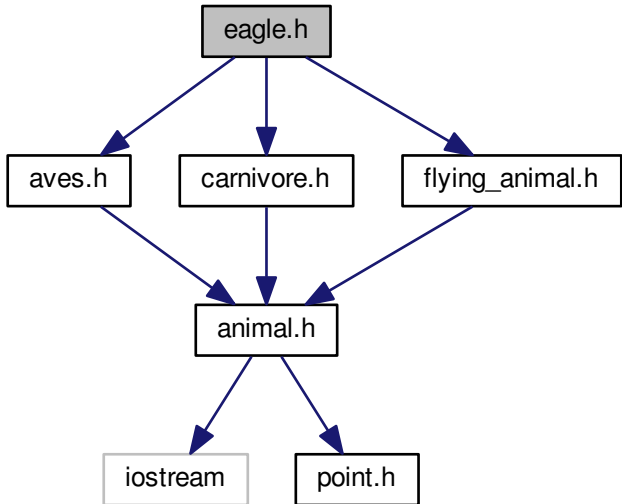 eagle.h
aves.h
carnivore.h
flying_animal.h
animal.h
iostream
point.h